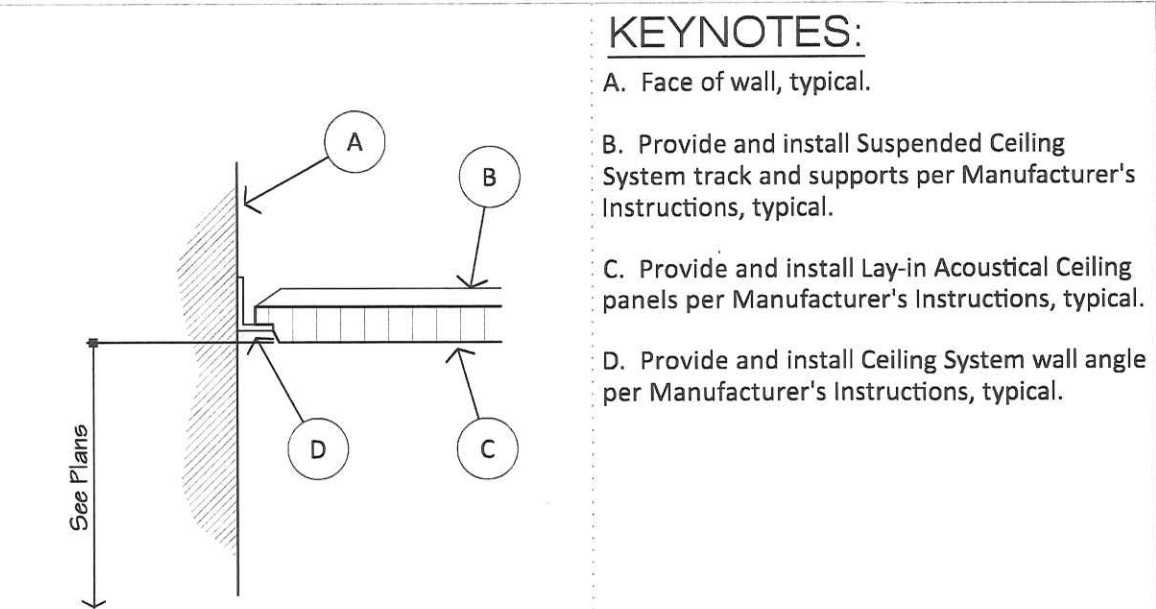 KEYNOTES:
A. Face of wall, typical.
B. Provide and install Suspended Ceiling
System track and supports per Manufacturer's
Instructions, typical.
C. Provide and install Lay-in Acoustical Ceiling
panels per Manufacturer's Instructions, typical.
D. Provide and install Ceiling System wall angle
per Manufacturer's Instructions, typical.
A
B
D
C
See Plans